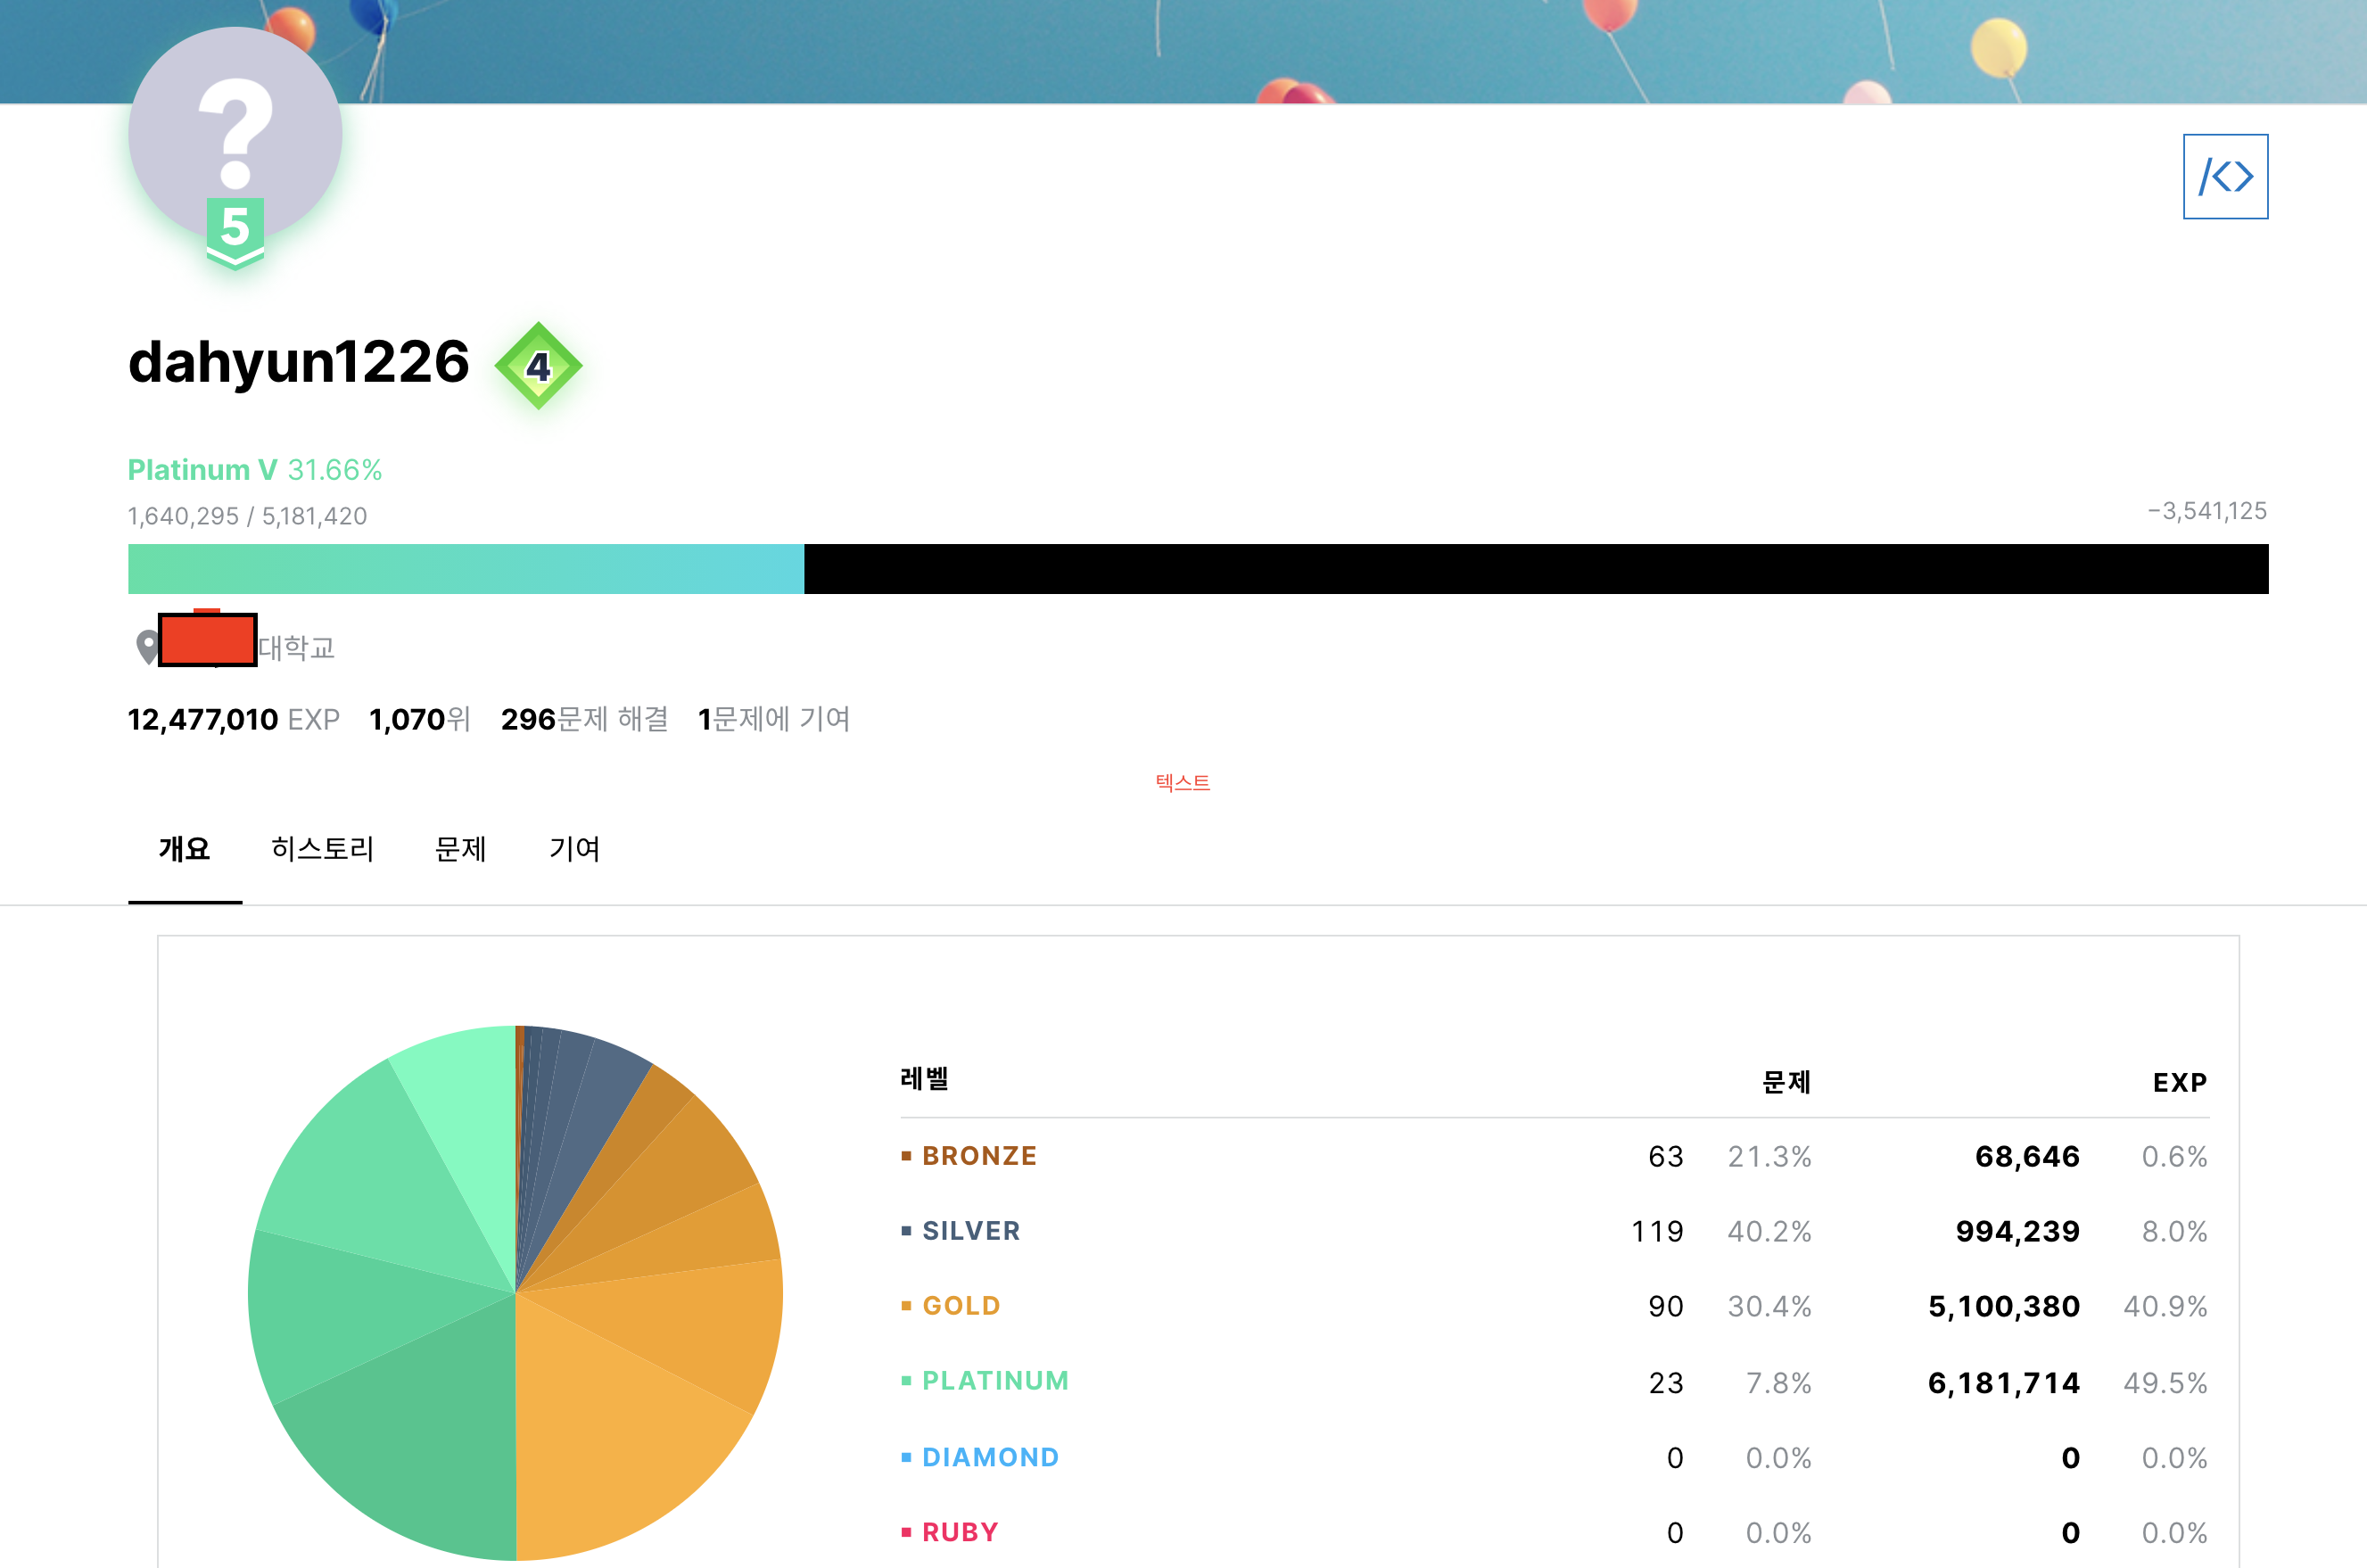 ?
5
dahyun1226 4
Platinum V 31.66%
1,640,295 / 5,181,420 −3,541,125
대학교
12,477,010 EXP 1,070위 296문제 해결 1문제에 기여
텍스트
개요 히스토리 문제 기여
레벨 문제 EXP
BRONZE 63 21.3% 68,646 0.6%
SILVER 119 40.2% 994,239 8.0%
GOLD 90 30.4% 5,100,380 40.9%
PLATINUM 23 7.8% 6,181,714 49.5%
DIAMOND 0 0.0% 0 0.0%
RUBY 0 0.0% 0 0.0%